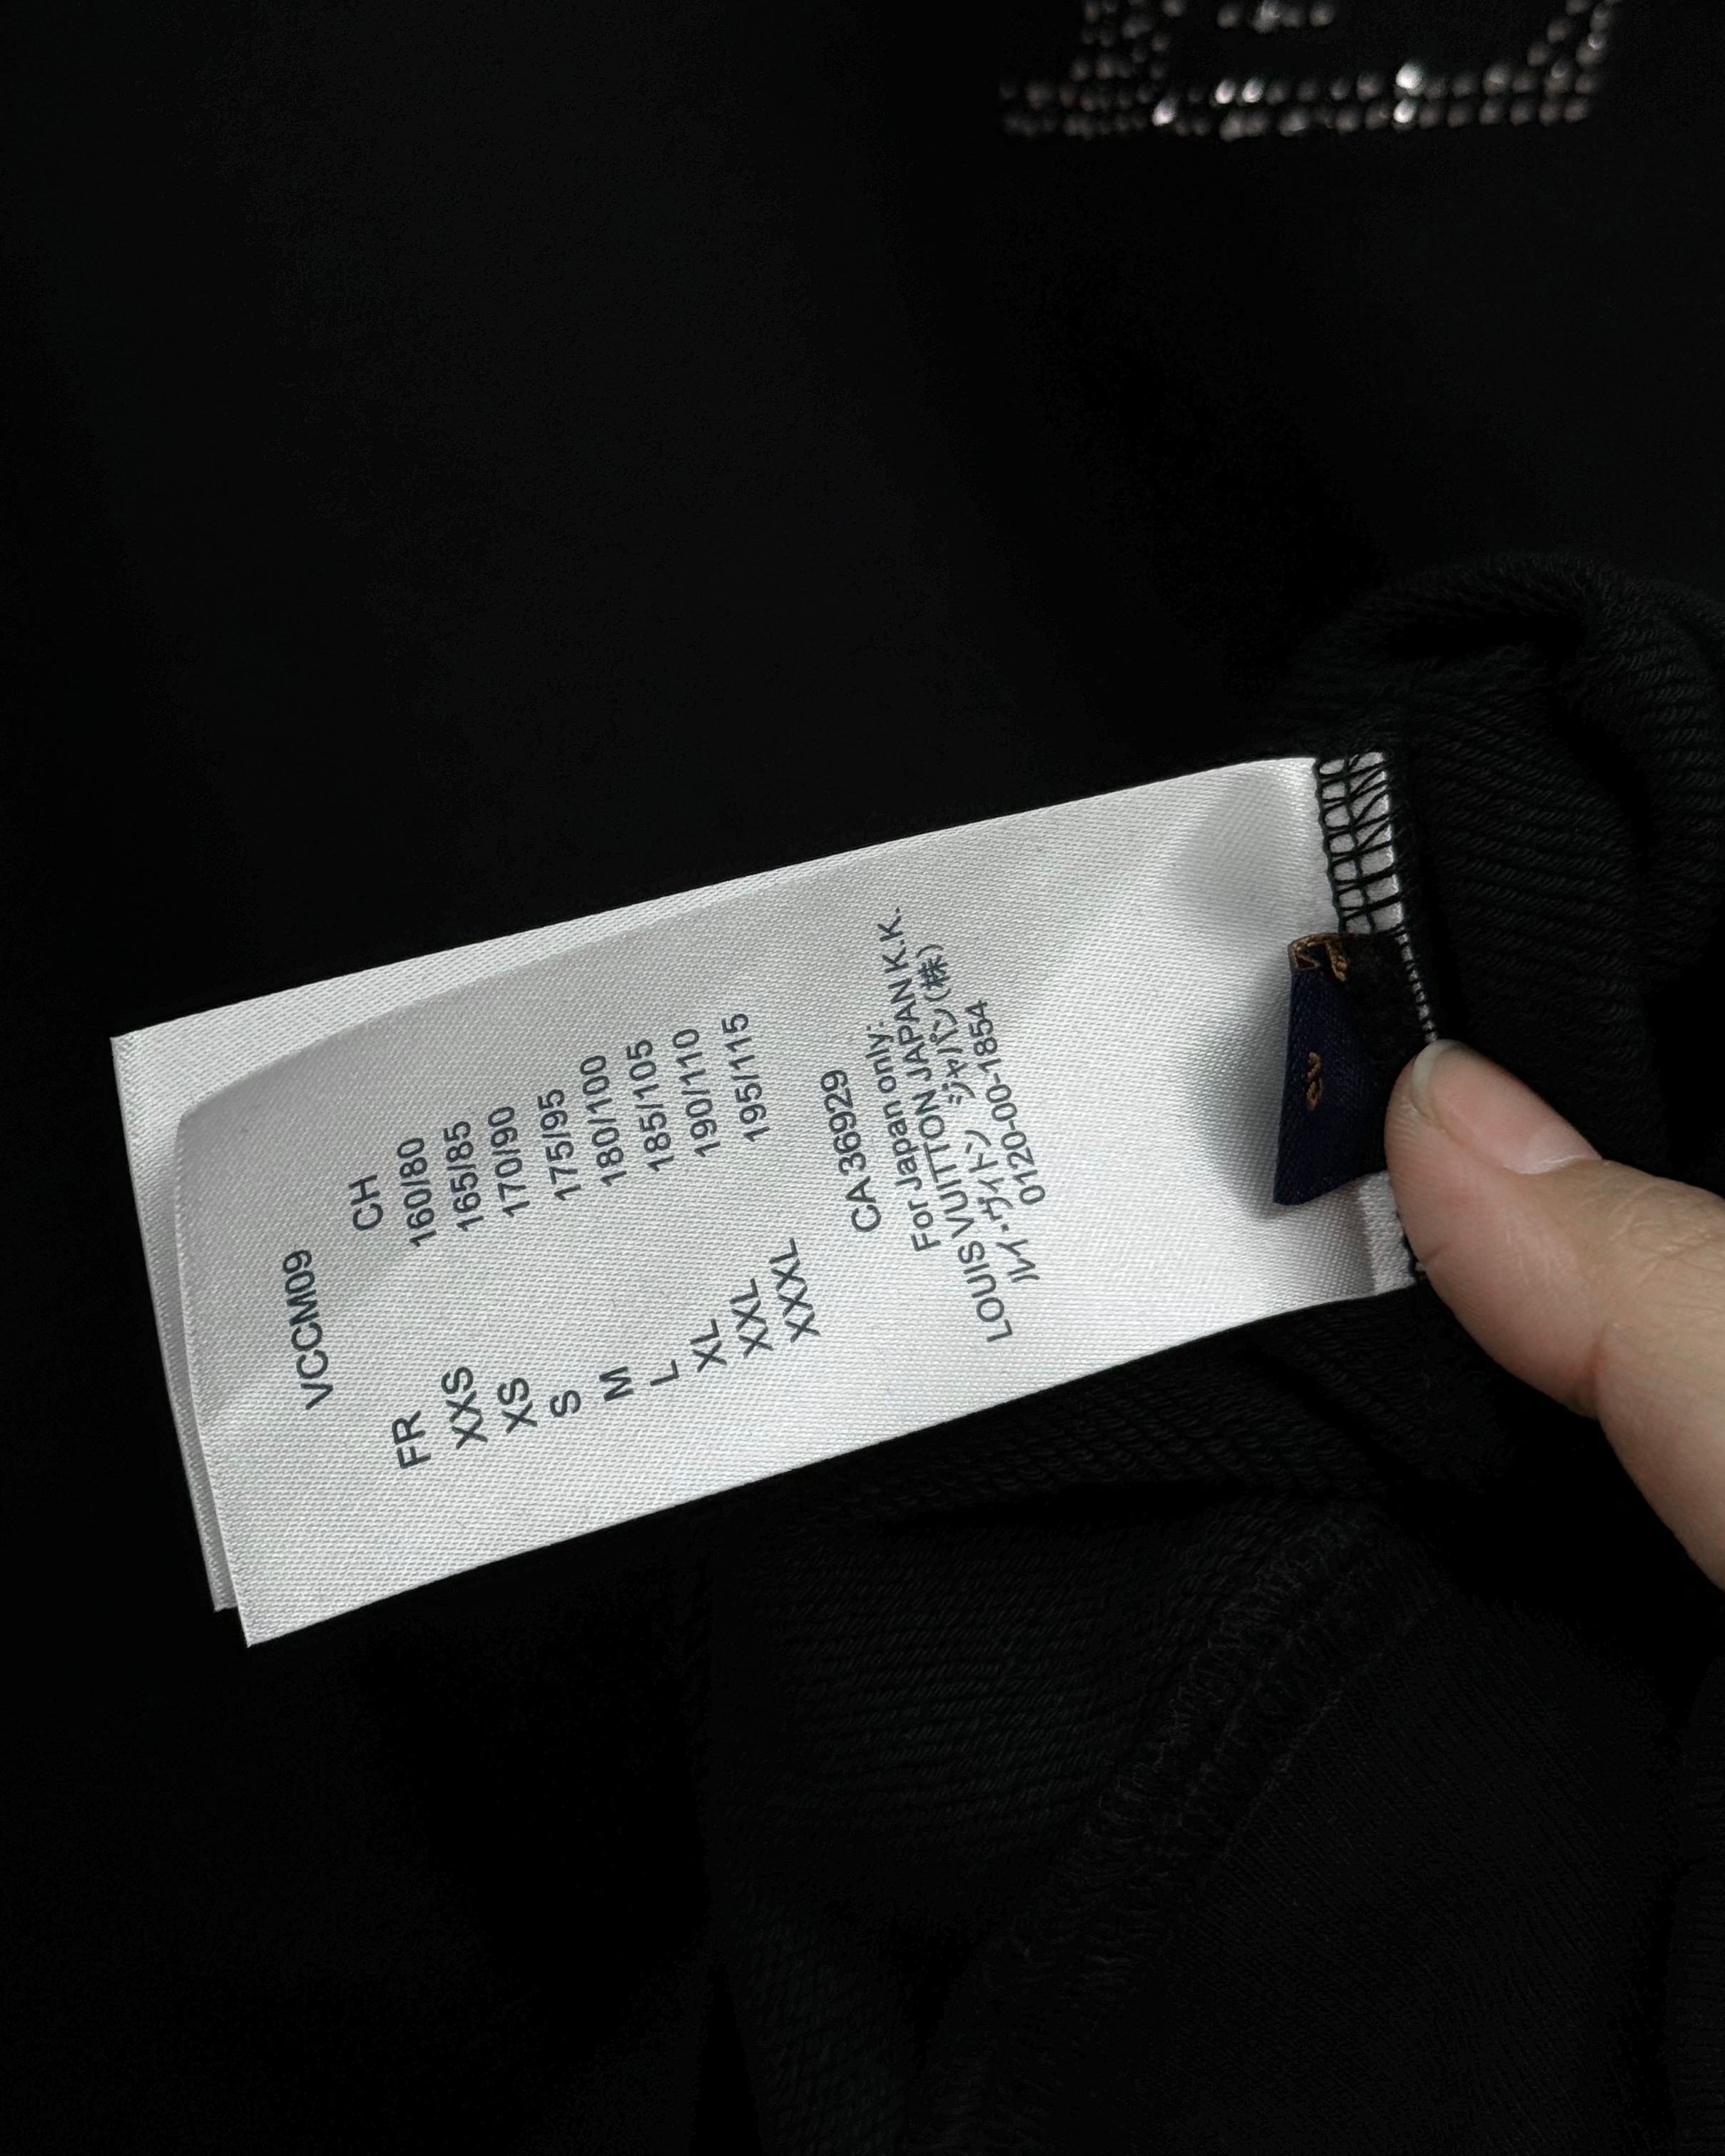 VCCM09
FR CH
XXS 160/80
XS 165/85
S 170/90
M 175/95
L 180/100
XL 185/105
XXL 190/110
XXXL 195/115
CA 36929
For Japan only:
LOUIS VUITTON JAPAN K.K.
ルイ・ヴィトン ジャパン(株)
0120-00-1854